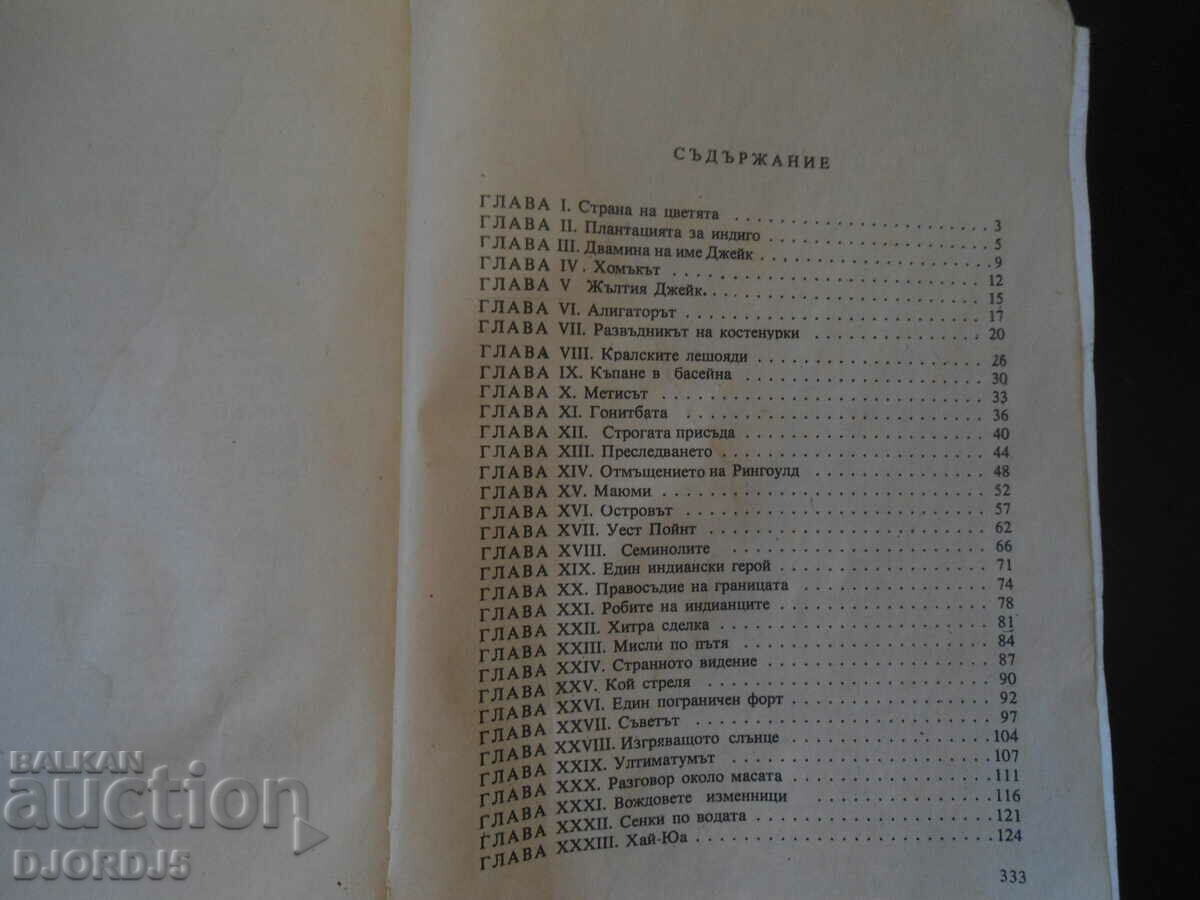 СЪДЪРЖАНИЕ
ГЛАВА I. Страна на цветята . . . . . . . . . . . . . . . . . . . 3
ГЛАВА II. Плантацията за индиго . . . . . . . . . . . . . . . . 5
ГЛАВА III. Двамина на име Джейк . . . . . . . . . . . . . . . . 9
ГЛАВА IV. Хомъкът . . . . . . . . . . . . . . . . . . . . . . . 12
ГЛАВА V Жълтия Джейк. . . . . . . . . . . . . . . . . . . . . 15
ГЛАВА VI. Алигаторът . . . . . . . . . . . . . . . . . . . . . 17
ГЛАВА VII. Развъдникът на костенурки . . . . . . . . . . . . . 20
ГЛАВА VIII. Кралските лешояди . . . . . . . . . . . . . . . . . 26
ГЛАВА IX. Къпане в басейна . . . . . . . . . . . . . . . . . . 30
ГЛАВА X. Метисът . . . . . . . . . . . . . . . . . . . . . . . 33
ГЛАВА XI. Гонитбата . . . . . . . . . . . . . . . . . . . . . . 36
ГЛАВА XII. Строгата присъда . . . . . . . . . . . . . . . . . . 40
ГЛАВА XIII. Преследването . . . . . . . . . . . . . . . . . . . 44
ГЛАВА XIV. Отмъщението на Рингоулд . . . . . . . . . . . . . . 48
ГЛАВА XV. Маюми . . . . . . . . . . . . . . . . . . . . . . . . 52
ГЛАВА XVI. Островът . . . . . . . . . . . . . . . . . . . . . . 57
ГЛАВА XVII. Уест Пойнт . . . . . . . . . . . . . . . . . . . . 62
ГЛАВА XVIII. Семинолите . . . . . . . . . . . . . . . . . . . . 66
ГЛАВА XIX. Един индиански герой . . . . . . . . . . . . . . . . 71
ГЛАВА XX. Правосъдие на границата . . . . . . . . . . . . . . . 74
ГЛАВА XXI. Робите на индианците . . . . . . . . . . . . . . . . 78
ГЛАВА XXII. Хитра сделка . . . . . . . . . . . . . . . . . . . 81
ГЛАВА XXIII. Мисли по пътя . . . . . . . . . . . . . . . . . . 84
ГЛАВА XXIV. Странното видение . . . . . . . . . . . . . . . . . 87
ГЛАВА XXV. Кой стреля . . . . . . . . . . . . . . . . . . . . . 90
ГЛАВА XXVI. Един пограничен форт . . . . . . . . . . . . . . . 92
ГЛАВА XXVII. Съветът . . . . . . . . . . . . . . . . . . . . . 97
ГЛАВА XXVIII. Изгряващото слънце . . . . . . . . . . . . . . . 104
ГЛАВА XXIX. Ултиматумът . . . . . . . . . . . . . . . . . . . . 107
ГЛАВА XXX. Разговор около масата . . . . . . . . . . . . . . . 111
ГЛАВА XXXI. Вождовете изменници . . . . . . . . . . . . . . . . 116
ГЛАВА XXXII. Сенки по водата . . . . . . . . . . . . . . . . . 121
ГЛАВА XXXIII. Хай-Юа . . . . . . . . . . . . . . . . . . . . . 124
333
BALKAN
auction
DJORDJ5